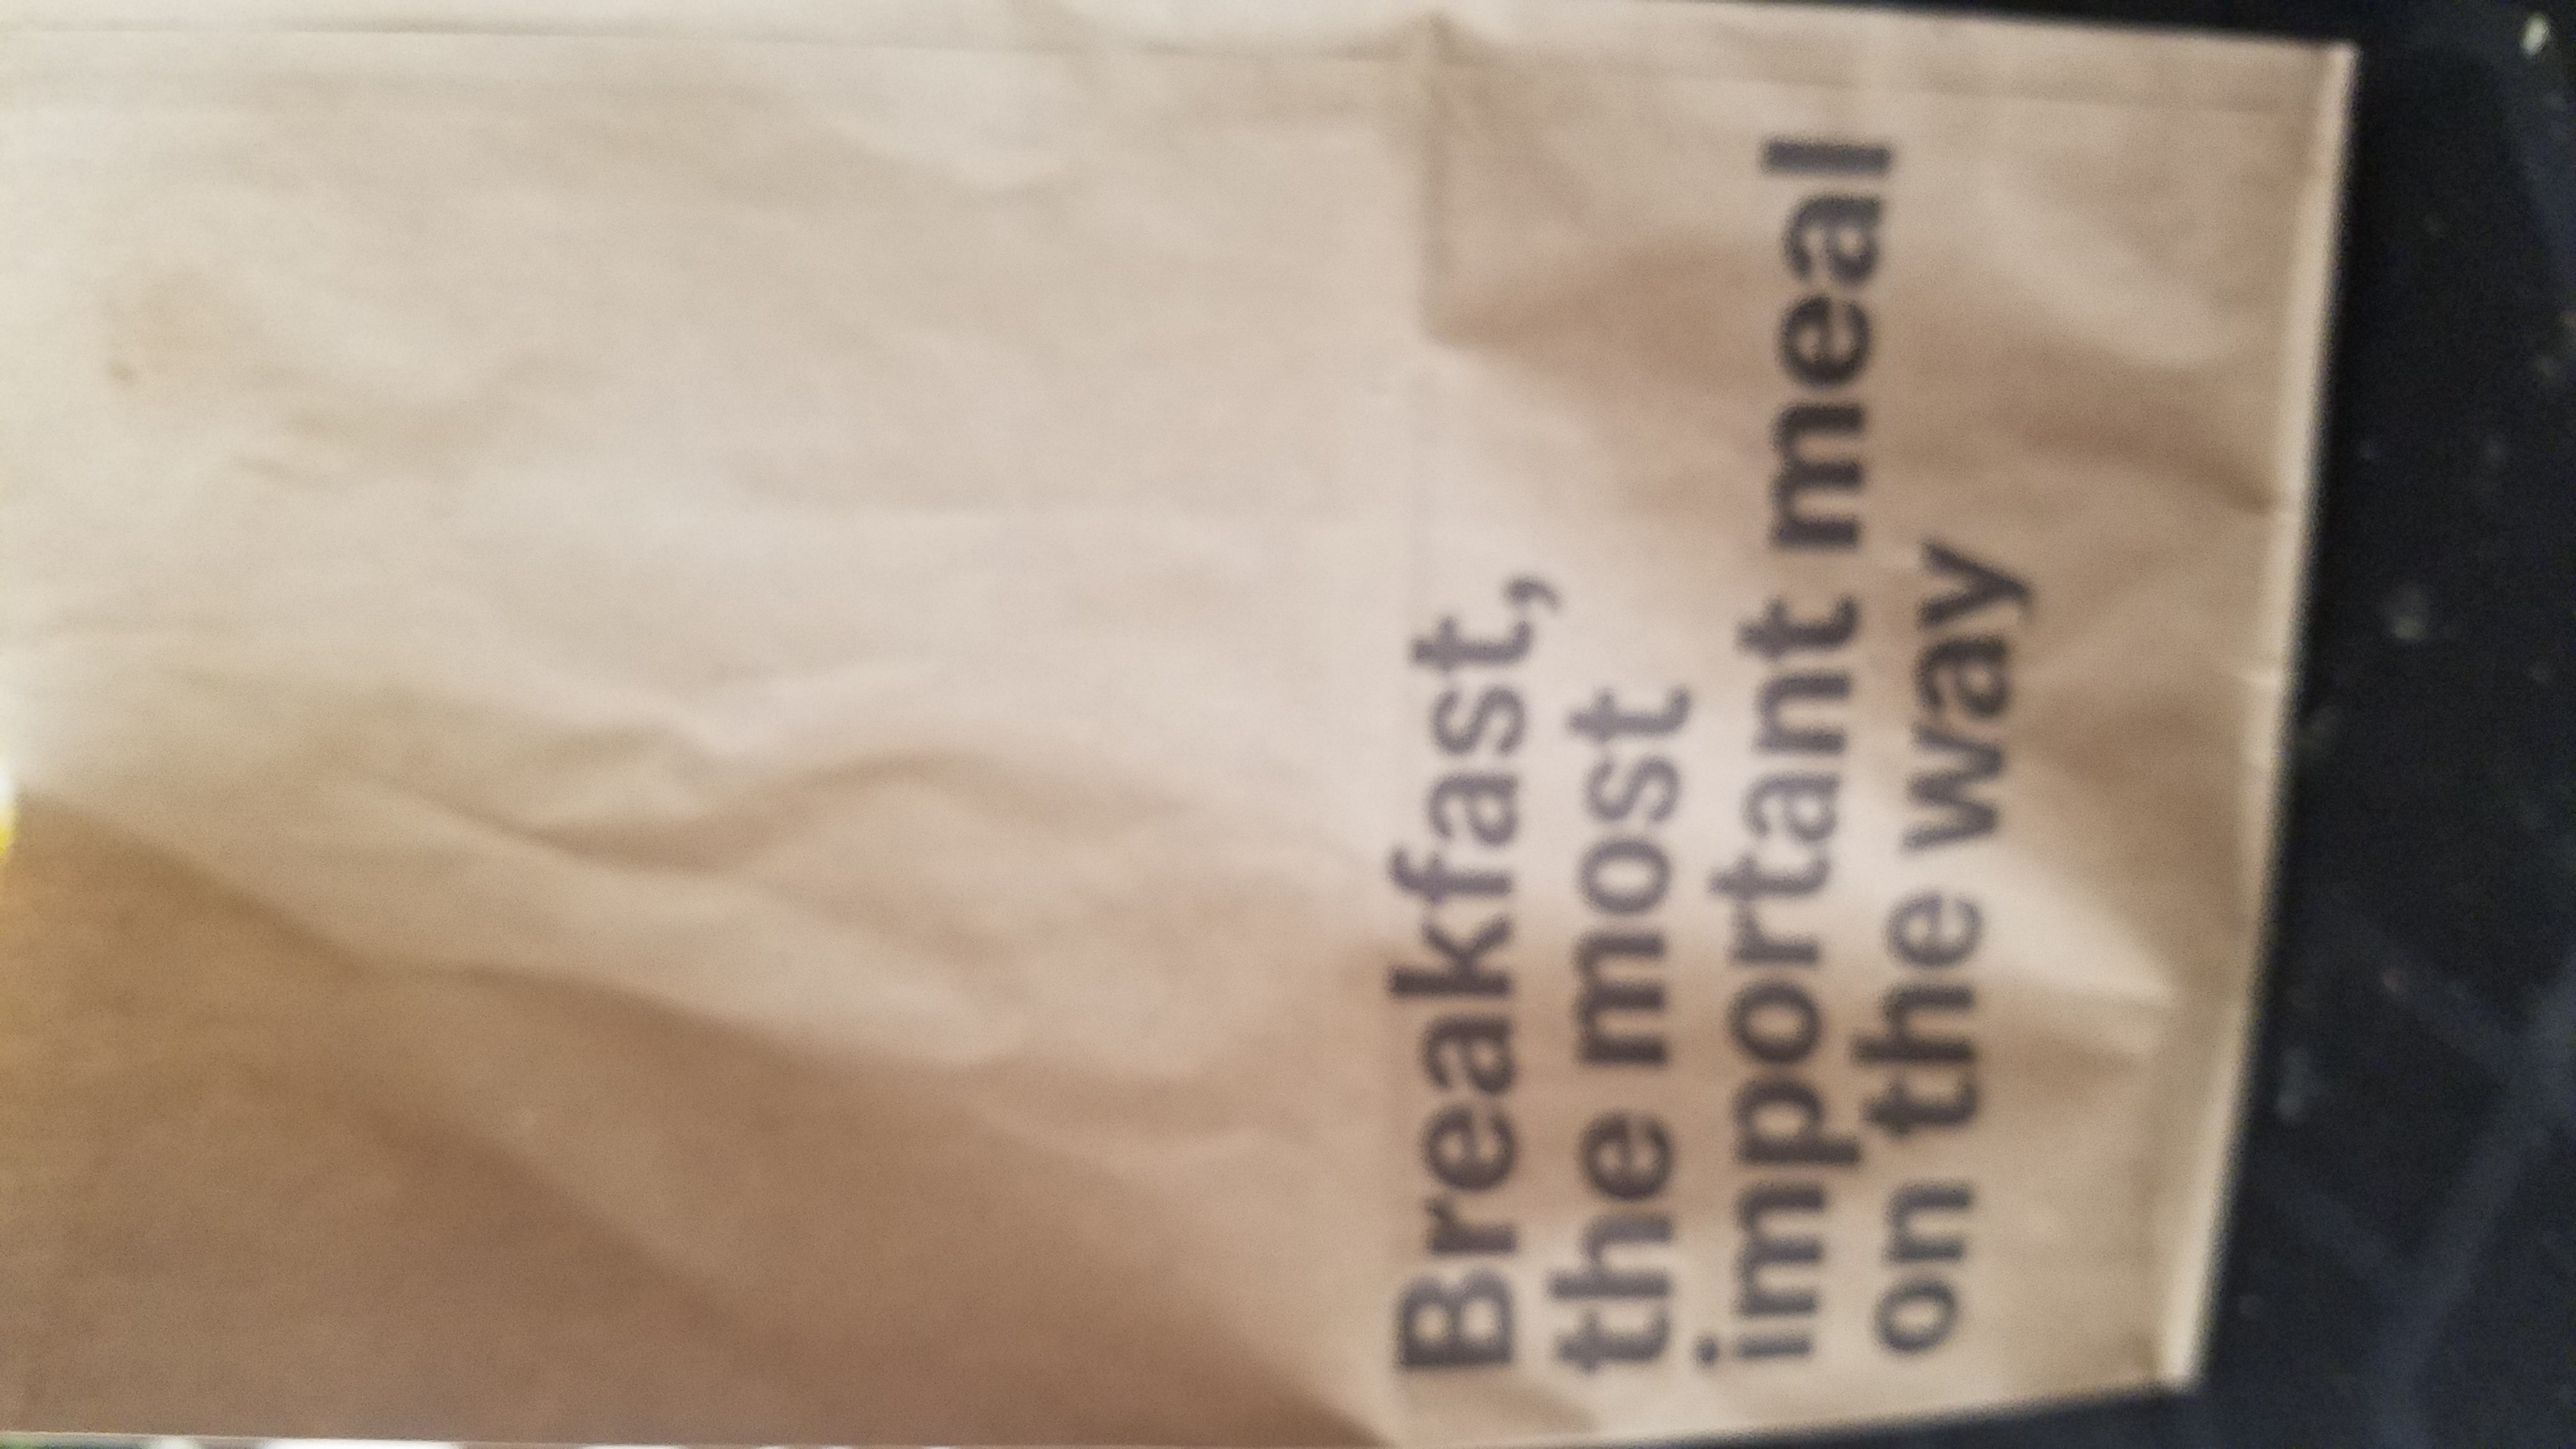 Breakfast,
the most
important meal
on the way